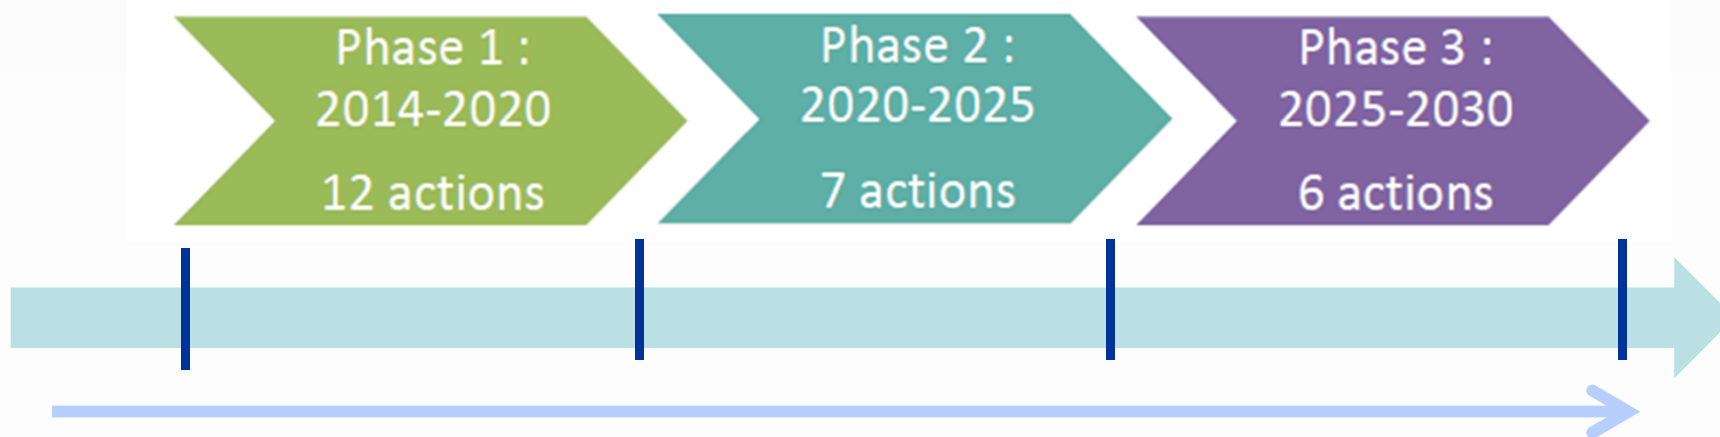 Phase 1 :
2014-2020
12 actions
Phase 2 :
2020-2025
7 actions
Phase 3 :
2025-2030
6 actions